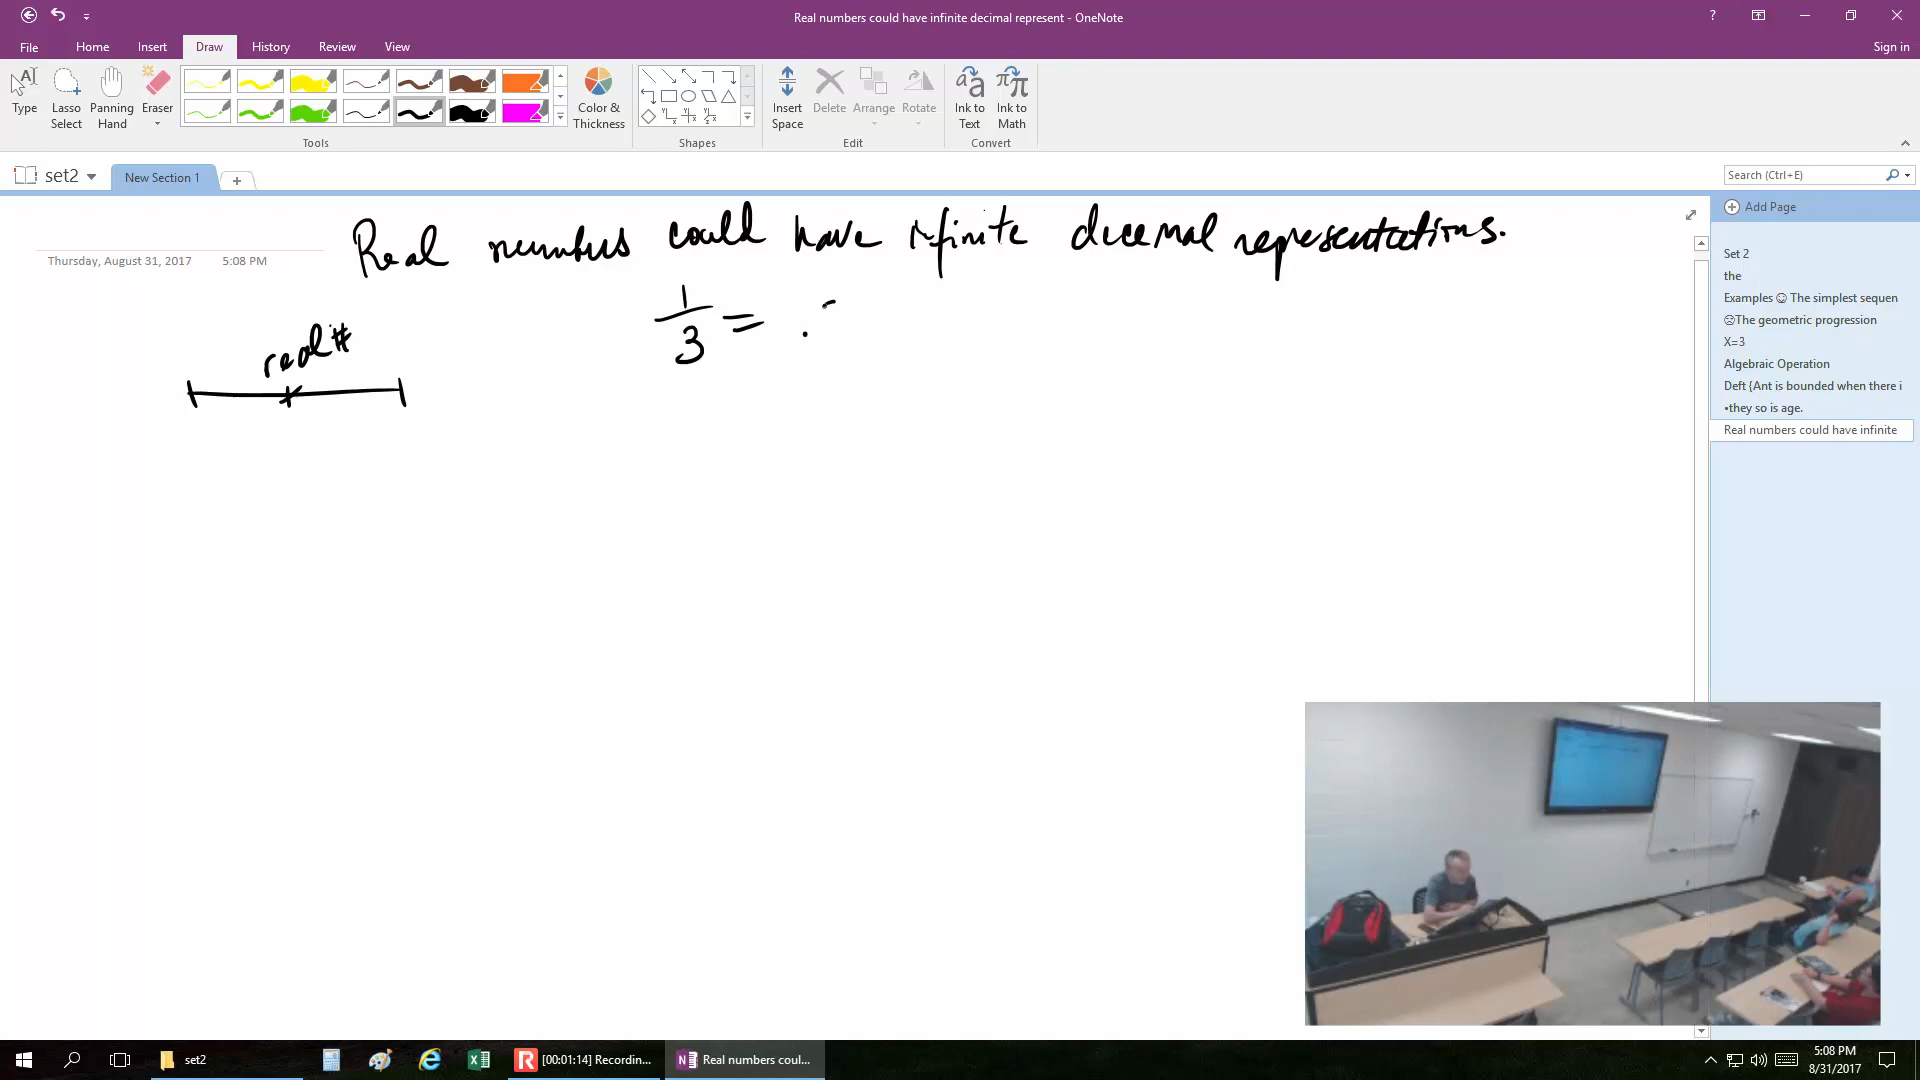 Real numbers could have infinite decimal represent - OneNote
?
File
Home
Insert
Draw
History
Review
View
Sign in
Type
Lasso Select
Panning Hand
Eraser
Color & Thickness
Insert Space
Delete
Arrange
Rotate
Ink to Text
Ink to Math
Tools
Shapes
Edit
Convert
set2
New Section 1
Search (Ctrl+E)
Real numbers could have infinite decemal representations.
Thursday, August 31, 2017 5:08 PM
1/3 = .
real #
Add Page
Set 2
the
Examples ☺ The simplest sequen
☹The geometric progression
X=3
Algebraic Operation
Deft {Ant is bounded when there i
•they so is age.
Real numbers could have infinite
set2
[00:01:14] Recordin...
Real numbers coul...
5:08 PM
8/31/2017